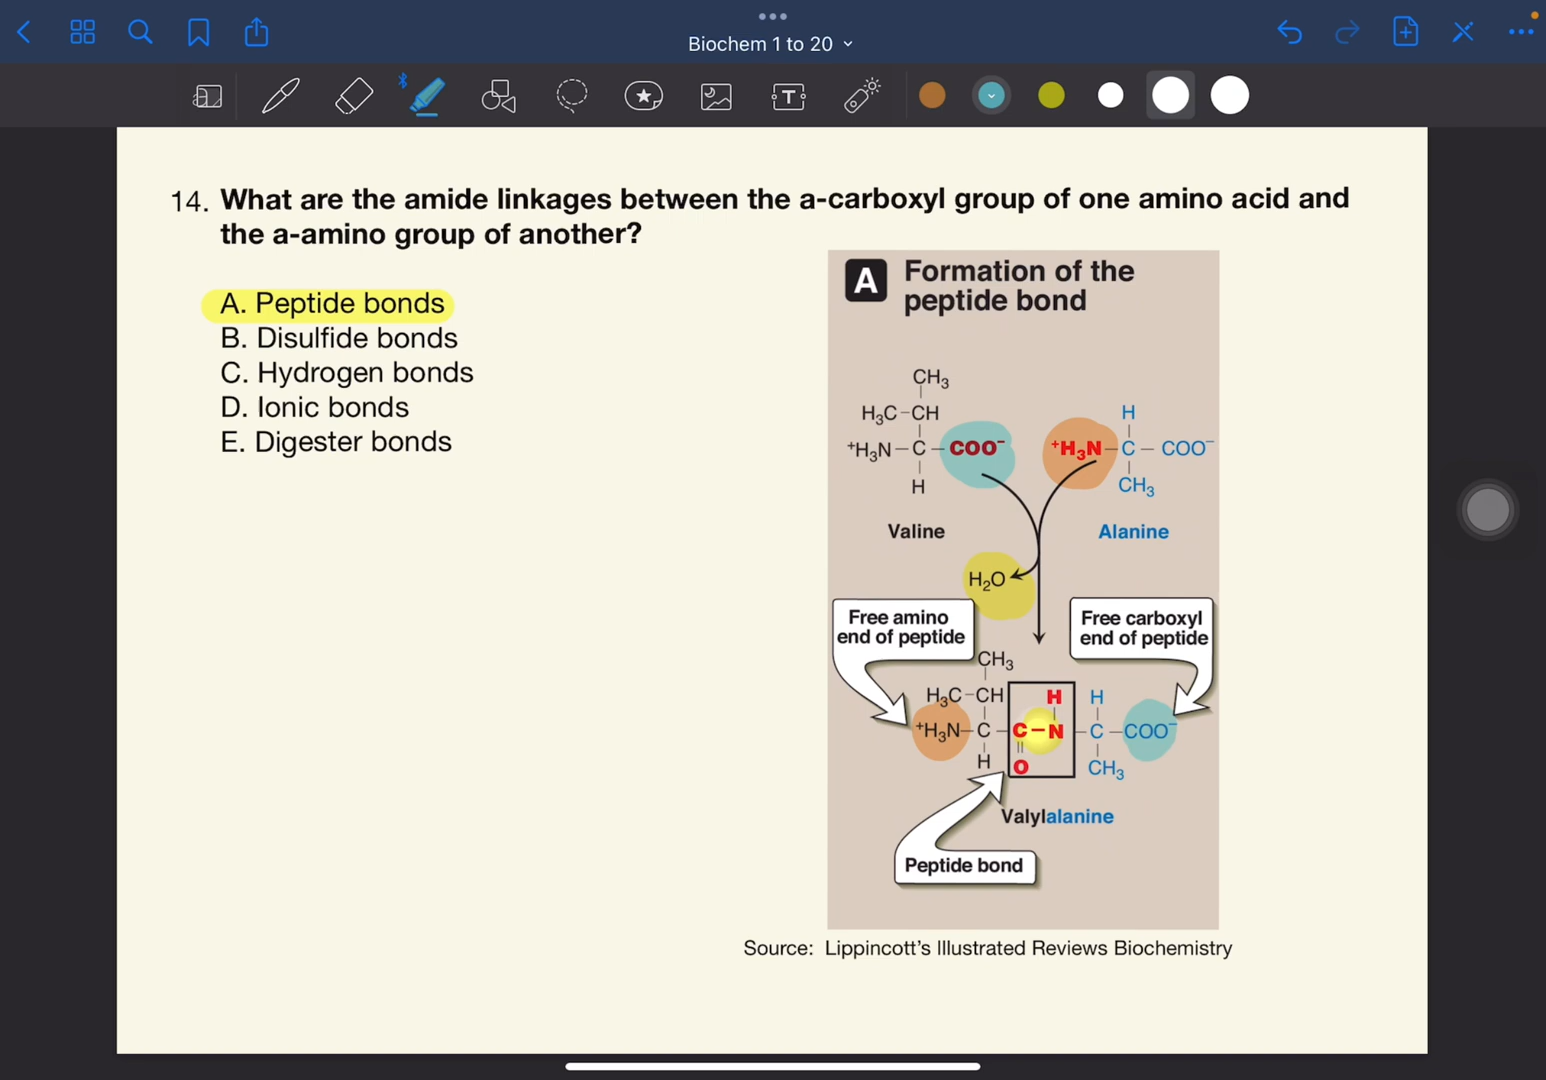 Biochem 1 to 20
T
14. What are the amide linkages between the a-carboxyl group of one amino acid and
the a-amino group of another?
A. Peptide bonds
B. Disulfide bonds
C. Hydrogen bonds
D. Ionic bonds
E. Digester bonds
A Formation of the
peptide bond
CH₃
H₃C-CH
⁺H₃N-C-COO⁻
H
Valine
H
⁺H₃N-C-COO⁻
CH₃
Alanine
H₂O
Free amino
end of peptide
Free carboxyl
end of peptide
CH₃
H₃C-CH H H
⁺H₃N-C-C-N-C-COO⁻
H O CH₃
Valylalanine
Peptide bond
Source: Lippincott's Illustrated Reviews Biochemistry